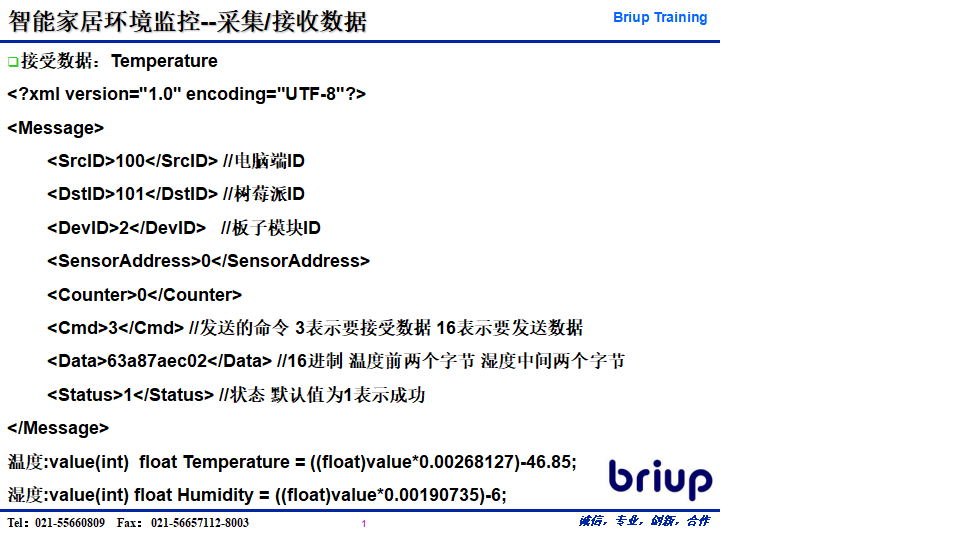 智能家居环境监控--采集/接收数据
Briup Training
接受数据：Temperature
<?xml version="1.0" encoding="UTF-8"?>
<Message>
<SrcID>100</SrcID> //电脑端ID
<DstID>101</DstID> //树莓派ID
<DevID>2</DevID> //板子模块ID
<SensorAddress>0</SensorAddress>
<Counter>0</Counter>
<Cmd>3</Cmd> //发送的命令 3表示要接受数据 16表示要发送数据
<Data>63a87aec02</Data> //16进制 温度前两个字节 湿度中间两个字节
<Status>1</Status> //状态 默认值为1表示成功
</Message>
温度:value(int) float Temperature = ((float)value*0.00268127)-46.85;
湿度:value(int) float Humidity = ((float)value*0.00190735)-6;
briup
Tel：021-55660809 Fax：021-56657112-8003
1
诚信，专业，创新，合作